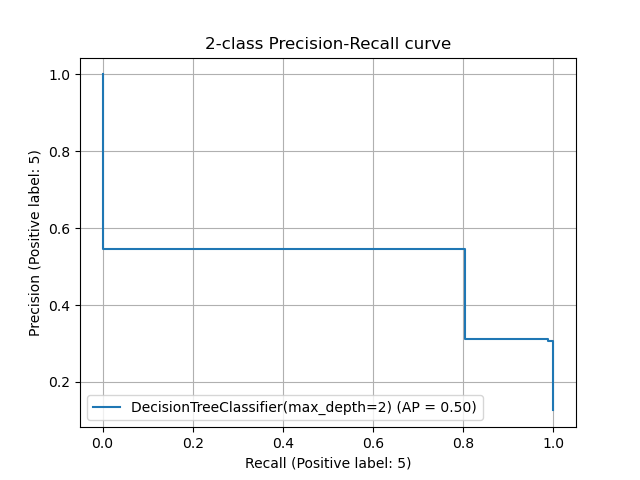 2-class Precision-Recall curve
1.0
0.8
0.6
0.4
0.2
Precision (Positive label: 5)
DecisionTreeClassifier(max_depth=2) (AP = 0.50)
0.0 0.2 0.4 0.6 0.8 1.0
Recall (Positive label: 5)